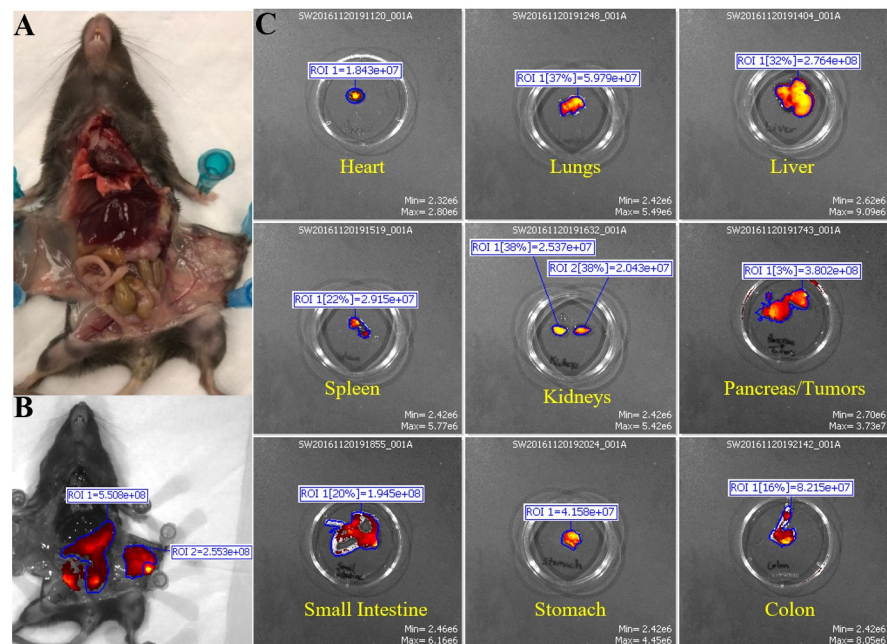 A
C
SW20161120191120_001A
ROI 1=1.843e+07
Heart
Min= 2.32e6
Max= 2.80e6
SW20161120191248_001A
ROI 1[37%]=5.979e+07
Lungs
Min= 2.42e6
Max= 5.49e6
SW20161120191404_001A
ROI 1[32%]=2.764e+08
Liver
Liver
Min= 2.62e6
Max= 9.09e6
SW20161120191519_001A
ROI 1[22%]=2.915e+07
Spleen
Min= 2.42e6
Max= 5.77e6
SW20161120191632_001A
ROI 1[38%]=2.537e+07
ROI 2[38%]=2.043e+07
Kidneys
Kidneys
Min= 2.42e6
Max= 5.42e6
SW20161120191743_001A
ROI 1[3%]=3.802e+08
Pancreas/Tumors
Min= 2.70e6
Max= 3.73e7
B
ROI 1=5.508e+08
ROI 2=2.553e+08
SW20161120191855_001A
ROI 1[20%]=1.945e+08
Small
Small Intestine
Min= 2.46e6
Max= 6.16e6
SW20161120192024_001A
ROI 1=4.158e+07
Stomach
Stomach
Min= 2.42e6
Max= 4.45e6
SW20161120192142_001A
ROI 1[16%]=8.215e+07
Colon
Colon
Min= 2.42e6
Max= 8.05e6